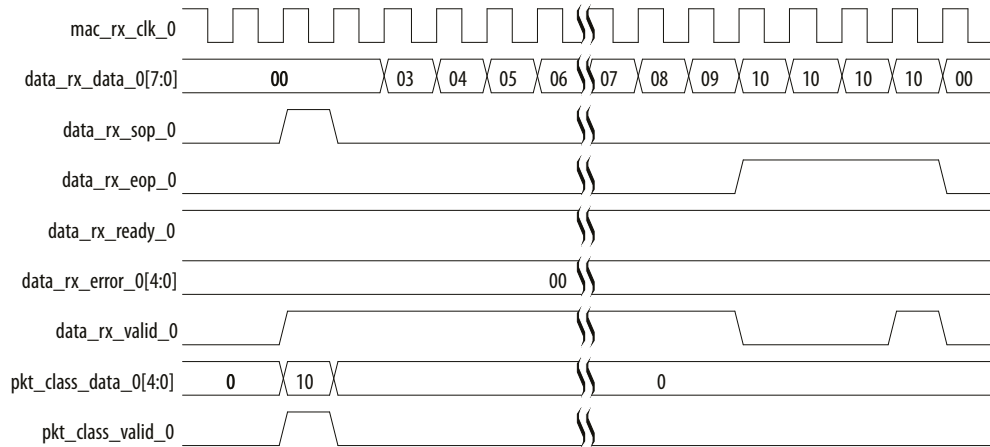 mac_rx_clk_0
data_rx_data_0[7:0] 00 03 04 05 06 07 08 09 10 10 10 10 00
data_rx_sop_0
data_rx_eop_0
data_rx_ready_0
data_rx_error_0[4:0] 00
data_rx_valid_0
pkt_class_data_0[4:0] 0 10 0
pkt_class_valid_0